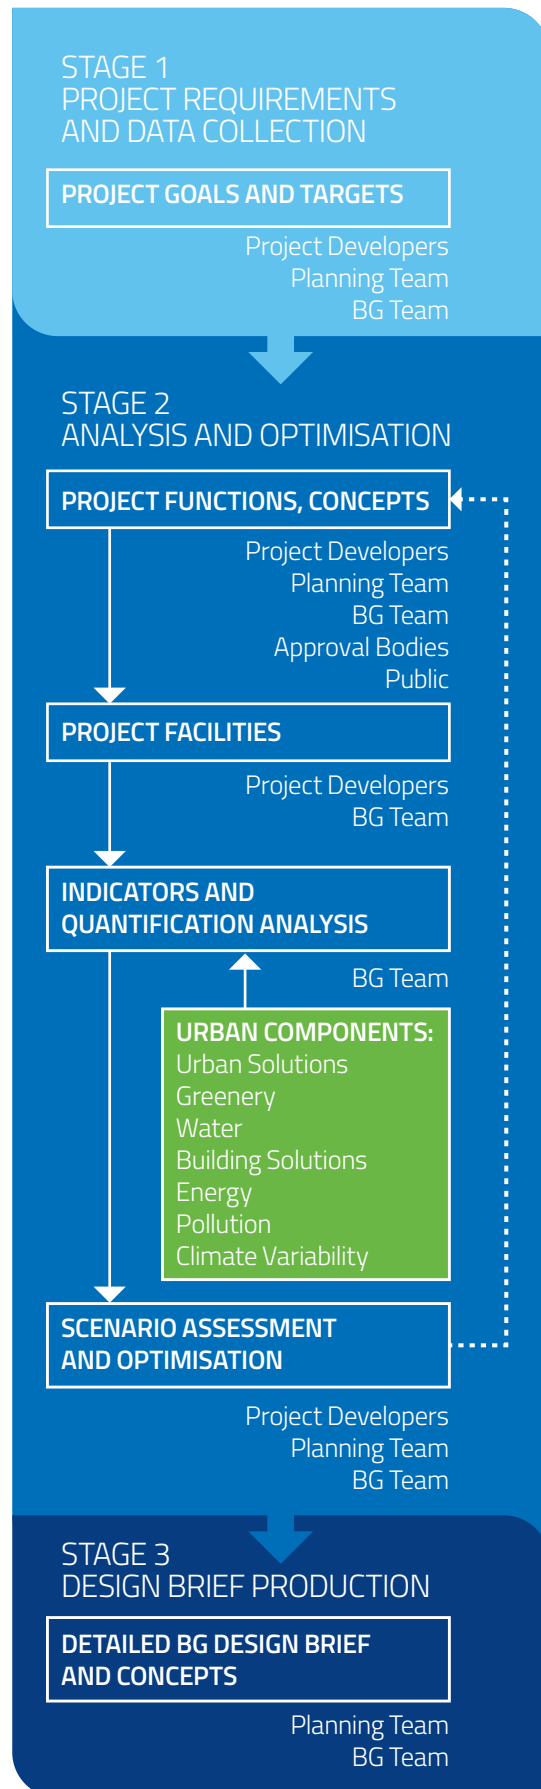 STAGE 1
PROJECT REQUIREMENTS
AND DATA COLLECTION
PROJECT GOALS AND TARGETS
Project Developers
Planning Team
BG Team
STAGE 2
ANALYSIS AND OPTIMISATION
PROJECT FUNCTIONS, CONCEPTS
Project Developers
Planning Team
BG Team
Approval Bodies
Public
PROJECT FACILITIES
Project Developers
BG Team
INDICATORS AND
QUANTIFICATION ANALYSIS
BG Team
URBAN COMPONENTS:
Urban Solutions
Greenery
Water
Building Solutions
Energy
Pollution
Climate Variability
SCENARIO ASSESSMENT
AND OPTIMISATION
Project Developers
Planning Team
BG Team
STAGE 3
DESIGN BRIEF PRODUCTION
DETAILED BG DESIGN BRIEF
AND CONCEPTS
Planning Team
BG Team